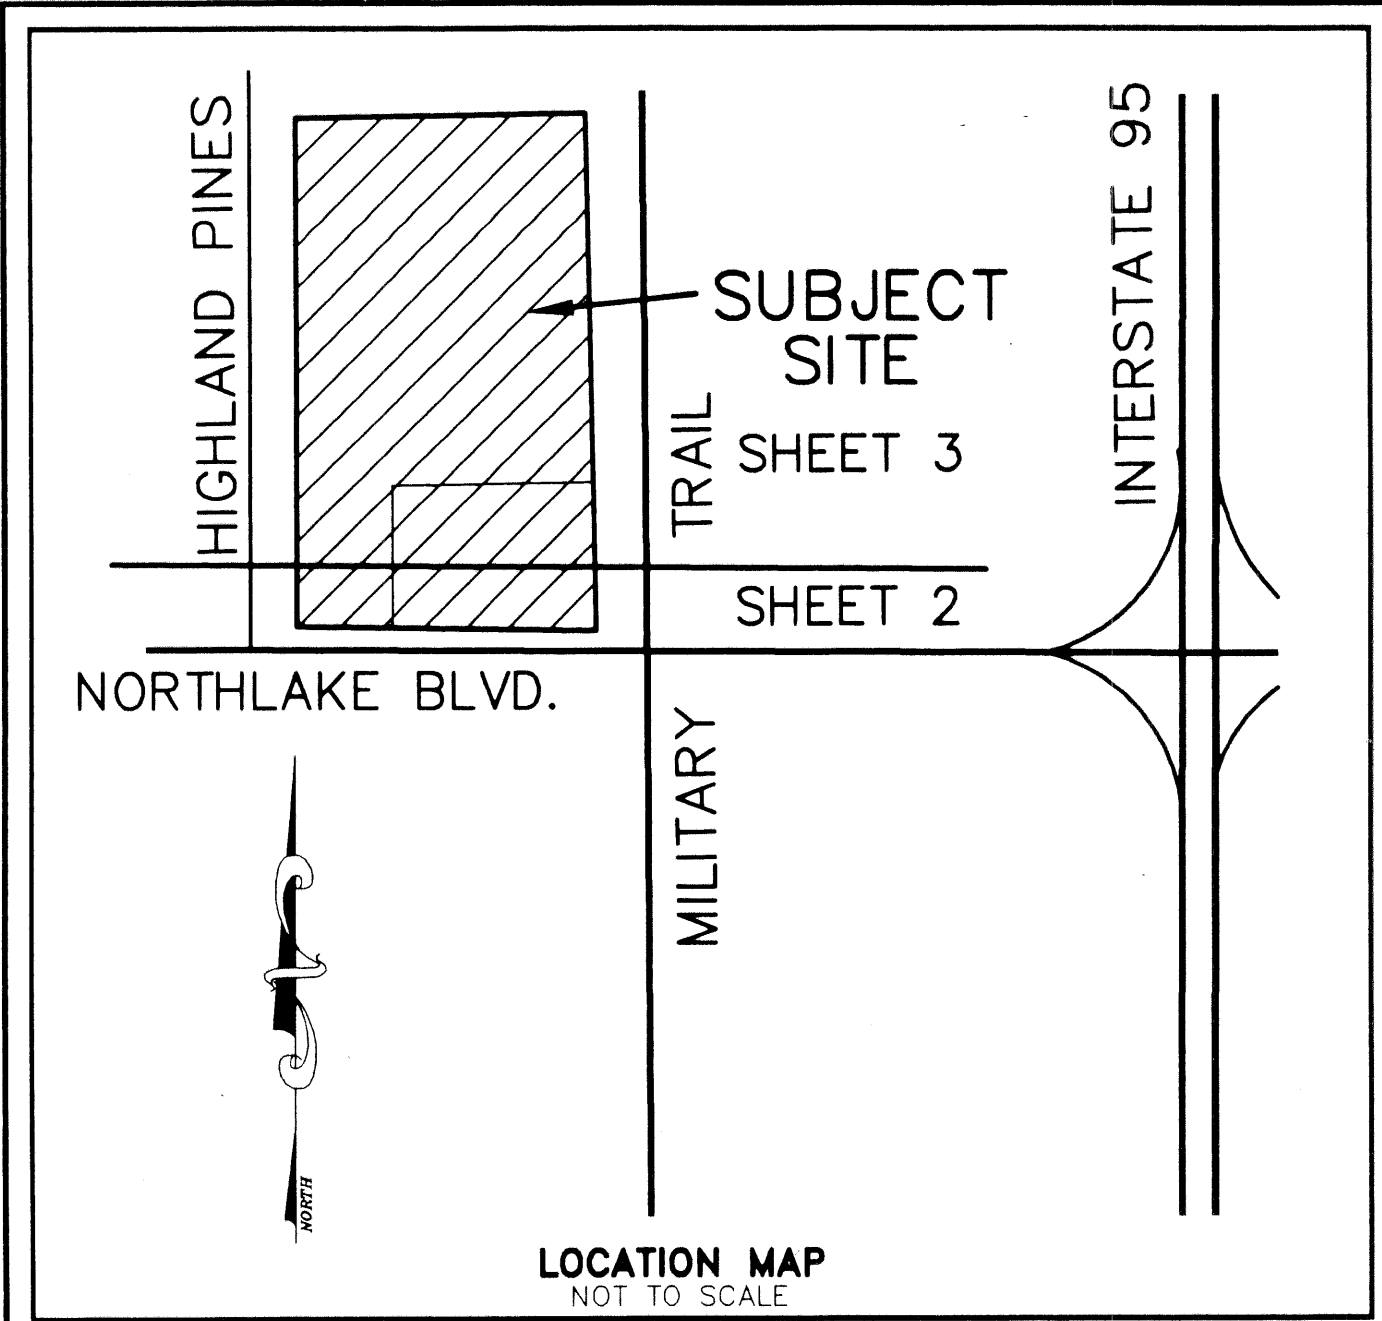 HIGHLAND PINES
INTERSTATE 95
SUBJECT
SITE
TRAIL
SHEET 3
SHEET 2
NORTHLAKE BLVD.
MILITARY
NORTH
LOCATION MAP
NOT TO SCALE